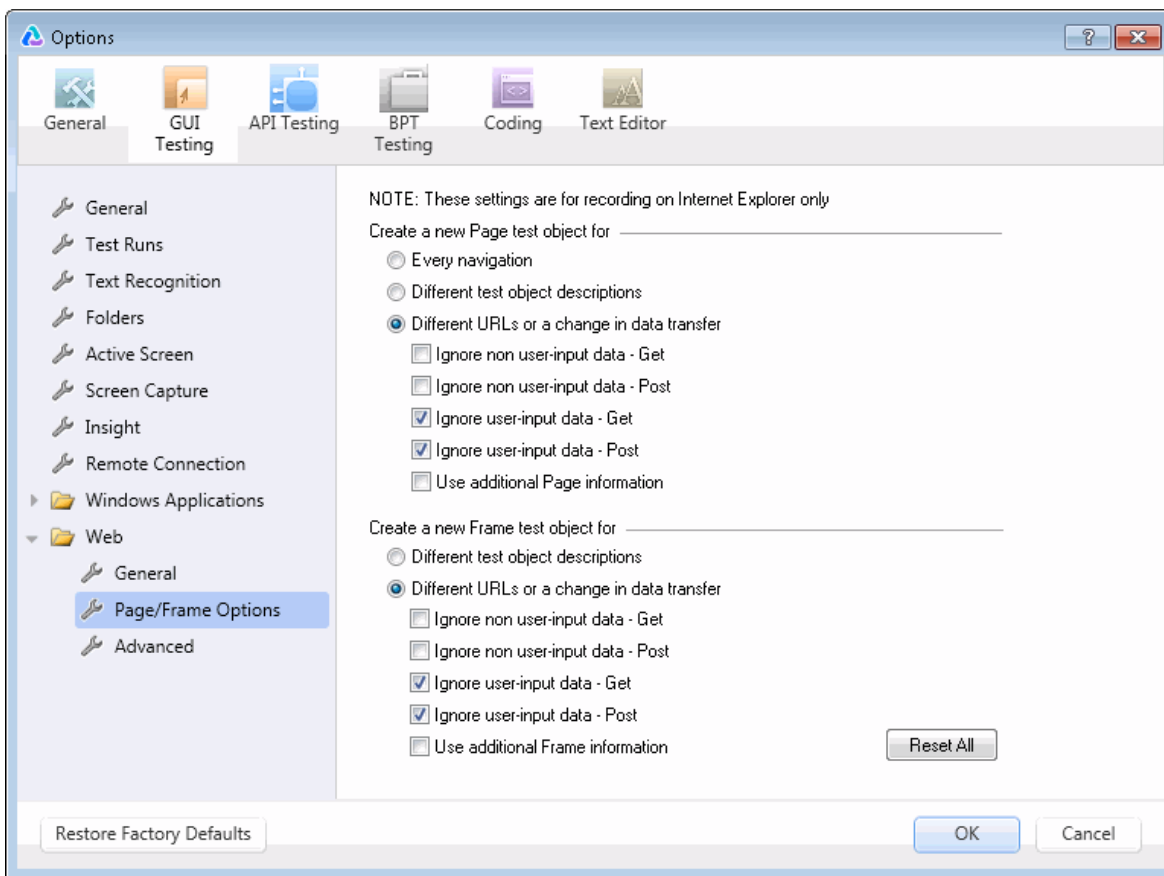 Options
General
GUI
Testing
API Testing
BPT
Testing
Coding
Text Editor
General
Test Runs
Text Recognition
Folders
Active Screen
Screen Capture
Insight
Remote Connection
Windows Applications
Web
General
Page/Frame Options
Advanced
NOTE: These settings are for recording on Internet Explorer only
Create a new Page test object for
Every navigation
Different test object descriptions
Different URLs or a change in data transfer
Ignore non user-input data - Get
Ignore non user-input data - Post
Ignore user-input data - Get
Ignore user-input data - Post
Use additional Page information
Create a new Frame test object for
Different test object descriptions
Different URLs or a change in data transfer
Ignore non user-input data - Get
Ignore non user-input data - Post
Ignore user-input data - Get
Ignore user-input data - Post
Use additional Frame information
Reset All
Restore Factory Defaults
OK
Cancel